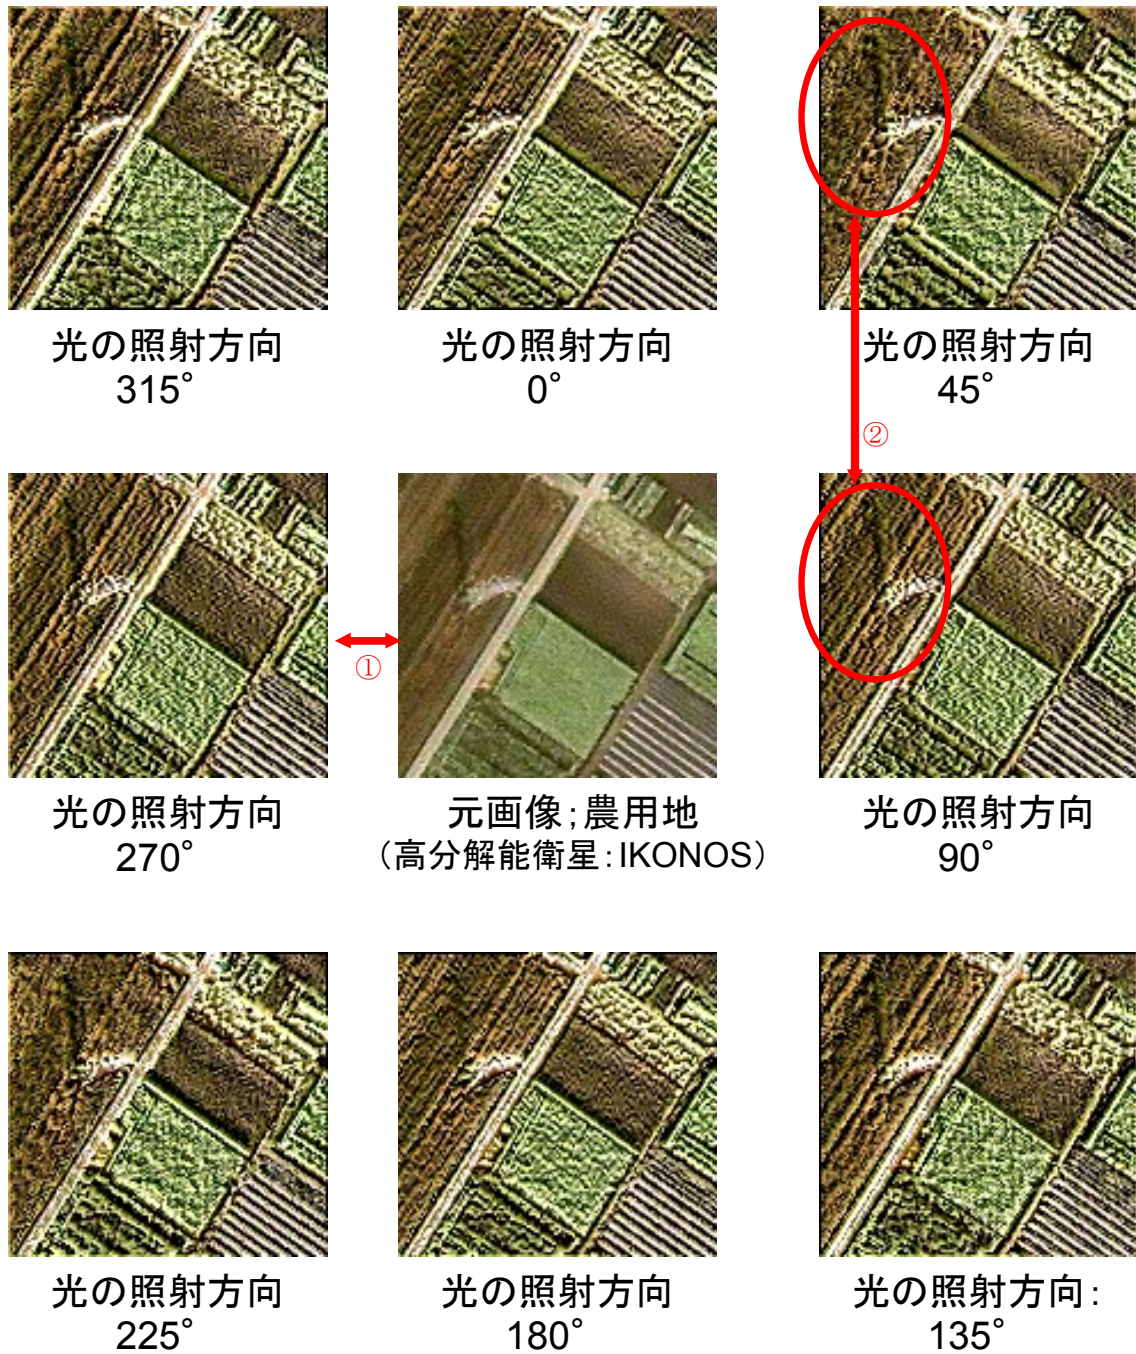 光の照射方向
315°
光の照射方向
0°
光の照射方向
45°
②
①
光の照射方向
270°
元画像;農用地
（高分解能衛星:IKONOS）
光の照射方向
90°
光の照射方向
225°
光の照射方向
180°
光の照射方向:
135°